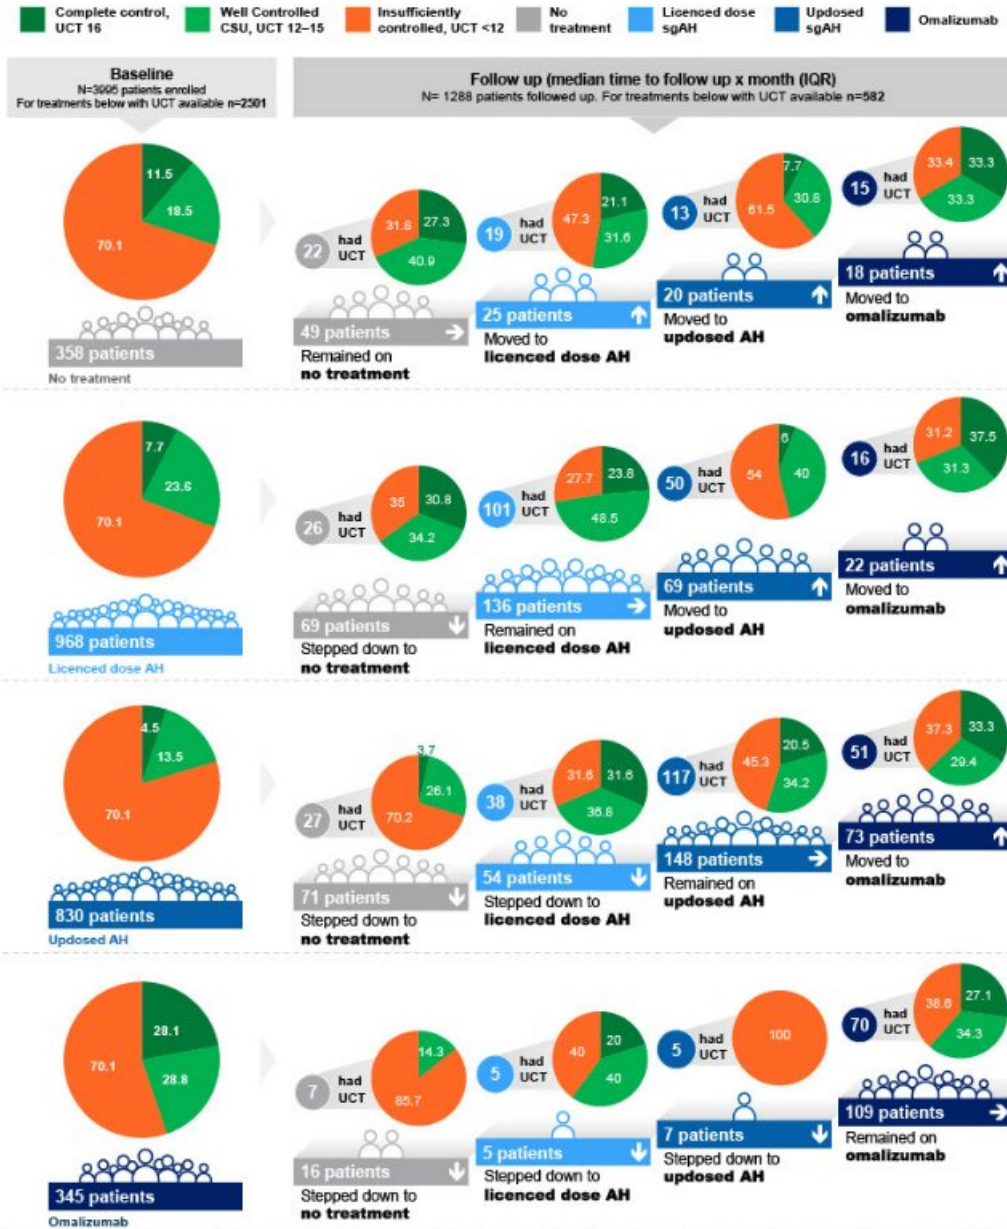 Complete control, UCT 16
Well Controlled CSU, UCT 12–15
Insufficiently controlled, UCT <12
No treatment
Licenced dose sgAH
Updosed sgAH
Omalizumab
Baseline
N=3995 patients enrolled
For treatments below with UCT available n=2501
Follow up (median time to follow up x month (IQR)
N= 1288 patients followed up. For treatments below with UCT available n=582
11.5
18.5
70.1
358 patients
No treatment
22 had UCT
31.8
27.3
40.9
49 patients
Remained on
no treatment
19 had UCT
47.3
21.1
31.6
25 patients
Moved to
licenced dose AH
13 had UCT
7.7
30.8
61.5
20 patients
Moved to
updosed AH
15 had UCT
33.4
33.3
33.3
18 patients
Moved to
omalizumab
7.7
23.6
70.1
968 patients
Licenced dose AH
26 had UCT
35
30.8
34.2
69 patients
Stepped down to
no treatment
101 had UCT
27.7
23.8
48.5
136 patients
Remained on
licenced dose AH
50 had UCT
6
54
40
69 patients
Moved to
updosed AH
16 had UCT
31.2
37.5
31.3
22 patients
Moved to
omalizumab
4.5
13.5
70.1
830 patients
Updosed AH
27 had UCT
3.7
26.1
70.2
71 patients
Stepped down to
no treatment
38 had UCT
31.6
31.6
36.8
54 patients
Stepped down to
licenced dose AH
117 had UCT
45.3
20.5
34.2
148 patients
Remained on
updosed AH
51 had UCT
37.3
33.3
29.4
73 patients
Moved to
omalizumab
28.1
70.1
28.8
345 patients
Omalizumab
7 had UCT
14.3
85.7
16 patients
Stepped down to
no treatment
5 had UCT
40
20
40
5 patients
Stepped down to
licenced dose AH
5 had UCT
100
7 patients
Stepped down to
updosed AH
70 had UCT
38.6
27.1
34.3
109 patients
Remained on
omalizumab